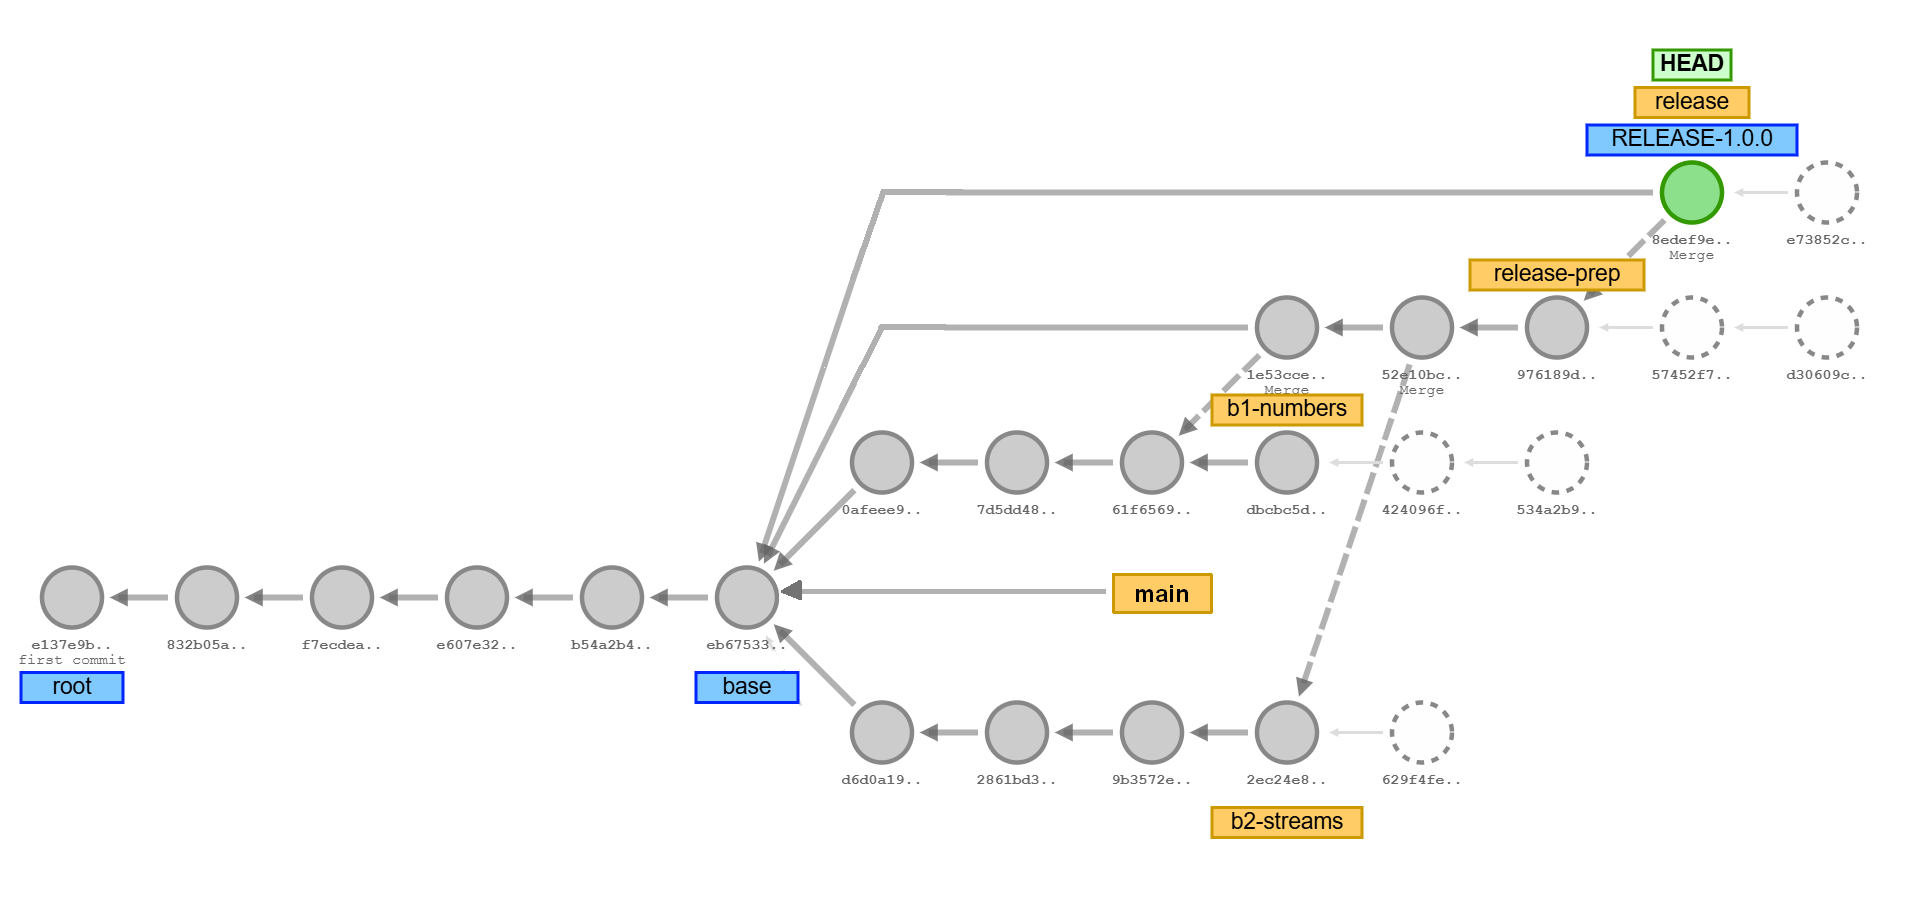 HEAD
release
RELEASE-1.0.0
8edef9e..
Merge
e73852c..
release-prep
1e53cce..
Merge
52e10bc..
Merge
976189d..
57452f7..
d30609c..
b1-numbers
0afeee9..
7d5dd48..
61f6569..
dbcbc5d..
424096f..
534a2b9..
main
e137e9b..
first commit
832b05a..
f7ecdea..
e607e32..
b54a2b4..
eb67533..
root
base
d6d0a19..
2861bd3..
9b3572e..
2ec24e8..
629f4fe..
b2-streams